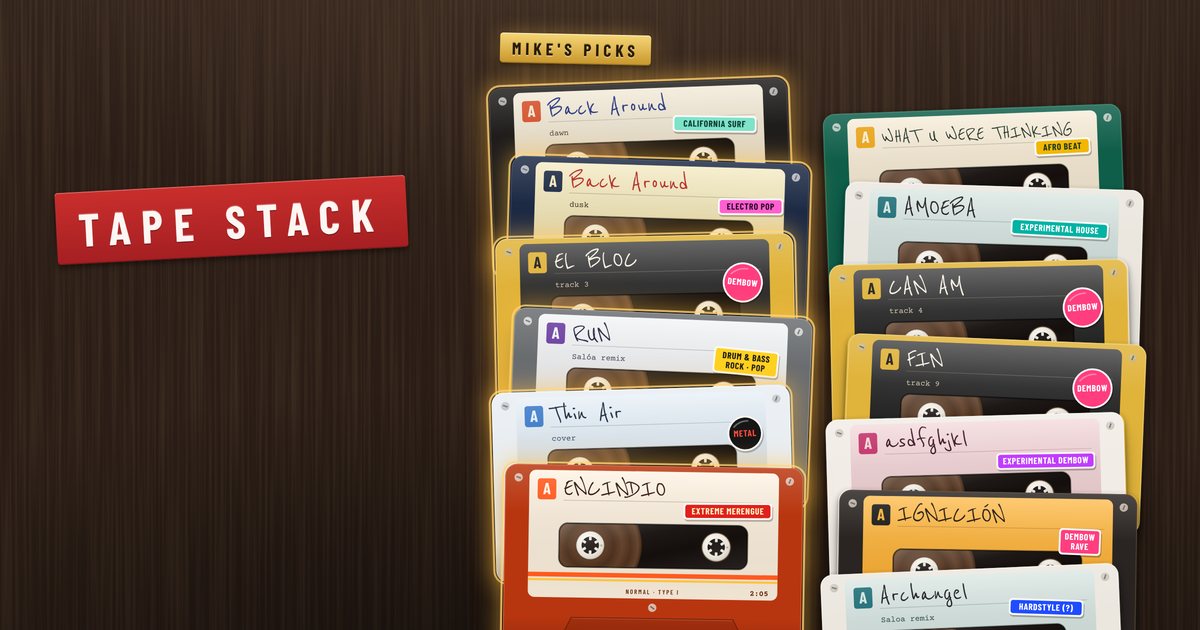 MIKE'S PICKS
TAPE STACK
A Back Around
dawn
CALIFORNIA SURF
A Back Around
dusk
ELECTRO POP
A EL BLOC
track 3
DEMBOW
A RUN
Salóa remix
DRUM & BASS
ROCK · POP
A Thin Air
cover
METAL
A ENCINDIO
EXTREME MERENGUE
NORMAL · TYPE I
2:05
A WHAT U WERE THINKING
AFRO BEAT
A AMOEBA
EXPERIMENTAL HOUSE
A CAN AM
track 4
DEMBOW
A FIN
track 9
DEMBOW
A asdfghjkl
EXPERIMENTAL DEMBOW
A IGNICIÓN
DEMBOW
RAVE
A Archangel
Saloa remix
HARDSTYLE (?)